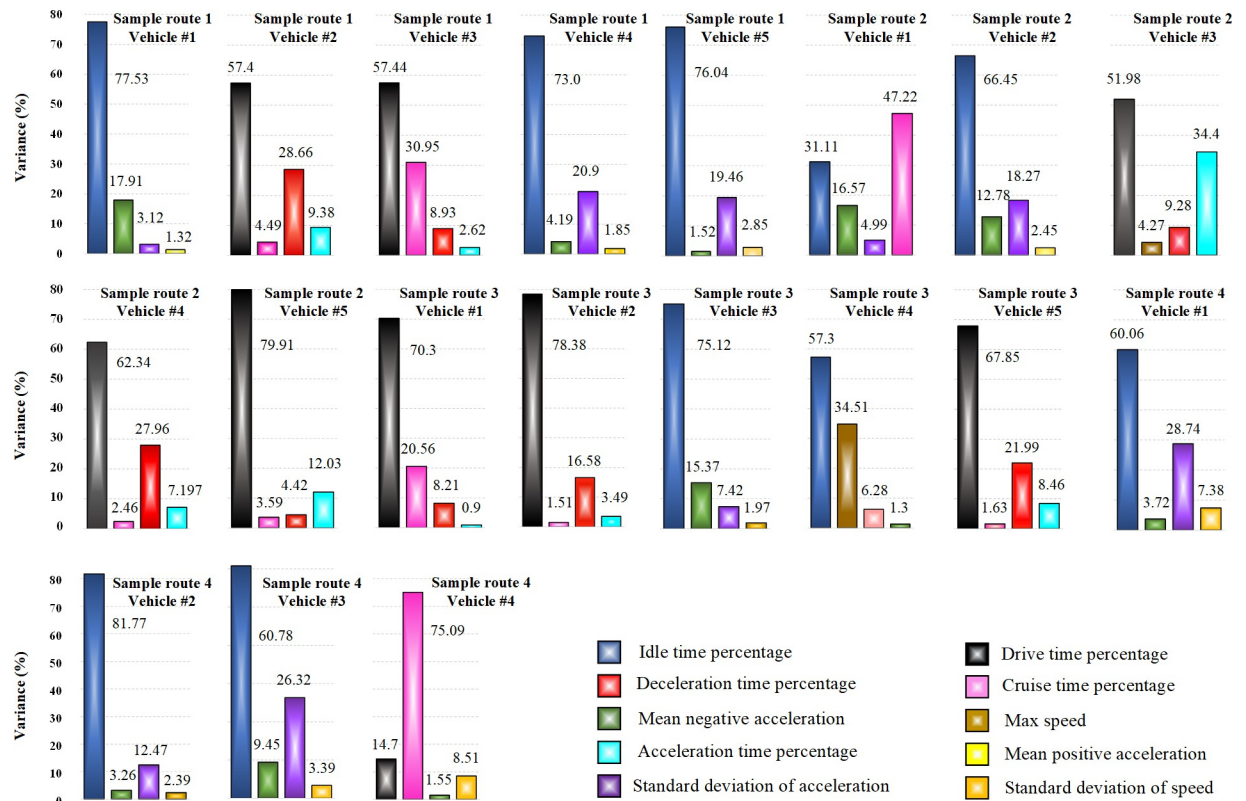 Sample route 1
Vehicle #1
Sample route 1
Vehicle #2
Sample route 1
Vehicle #3
Sample route 1
Vehicle #4
Sample route 1
Vehicle #5
Sample route 2
Vehicle #1
Sample route 2
Vehicle #2
Sample route 2
Vehicle #3
Variance (%)
80
70
60
50
40
30
20
10
0
77.53
17.91
3.12
1.32
57.4
4.49
28.66
9.38
57.44
30.95
8.93
2.62
73.0
4.19
20.9
1.85
76.04
1.52
19.46
2.85
31.11
16.57
4.99
47.22
66.45
12.78
18.27
2.45
51.98
4.27
9.28
34.4
Sample route 2
Vehicle #4
Sample route 2
Vehicle #5
Sample route 3
Vehicle #1
Sample route 3
Vehicle #2
Sample route 3
Vehicle #3
Sample route 3
Vehicle #4
Sample route 3
Vehicle #5
Sample route 4
Vehicle #1
Variance (%)
80
70
60
50
40
30
20
10
0
62.34
2.46
27.96
7.197
79.91
3.59
4.42
12.03
70.3
20.56
8.21
0.9
78.38
1.51
16.58
3.49
75.12
15.37
7.42
1.97
57.3
34.51
6.28
1.3
67.85
1.63
21.99
8.46
60.06
3.72
28.74
7.38
Sample route 4
Vehicle #2
Sample route 4
Vehicle #3
Sample route 4
Vehicle #4
Variance (%)
80
70
60
50
40
30
20
10
0
81.77
3.26
12.47
2.39
60.78
9.45
26.32
3.39
14.7
75.09
1.55
8.51
Idle time percentage
Deceleration time percentage
Mean negative acceleration
Acceleration time percentage
Standard deviation of acceleration
Drive time percentage
Cruise time percentage
Max speed
Mean positive acceleration
Standard deviation of speed